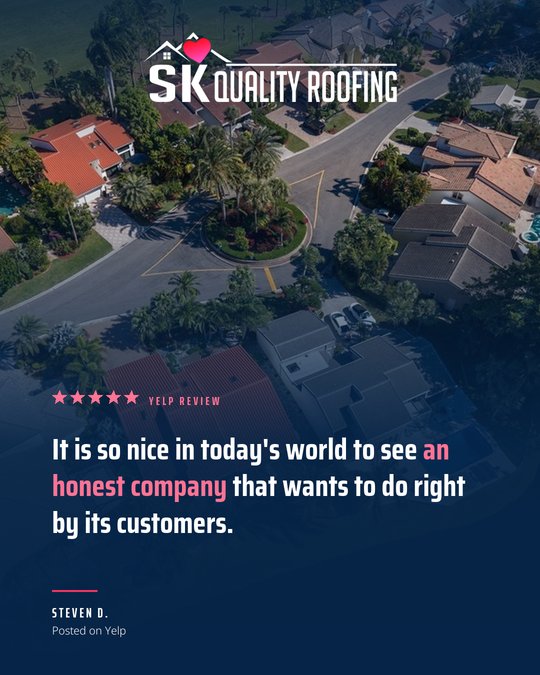 SK QUALITY ROOFING
YELP REVIEW
It is so nice in today's world to see an
honest company that wants to do right
by its customers.
STEVEN D.
Posted on Yelp